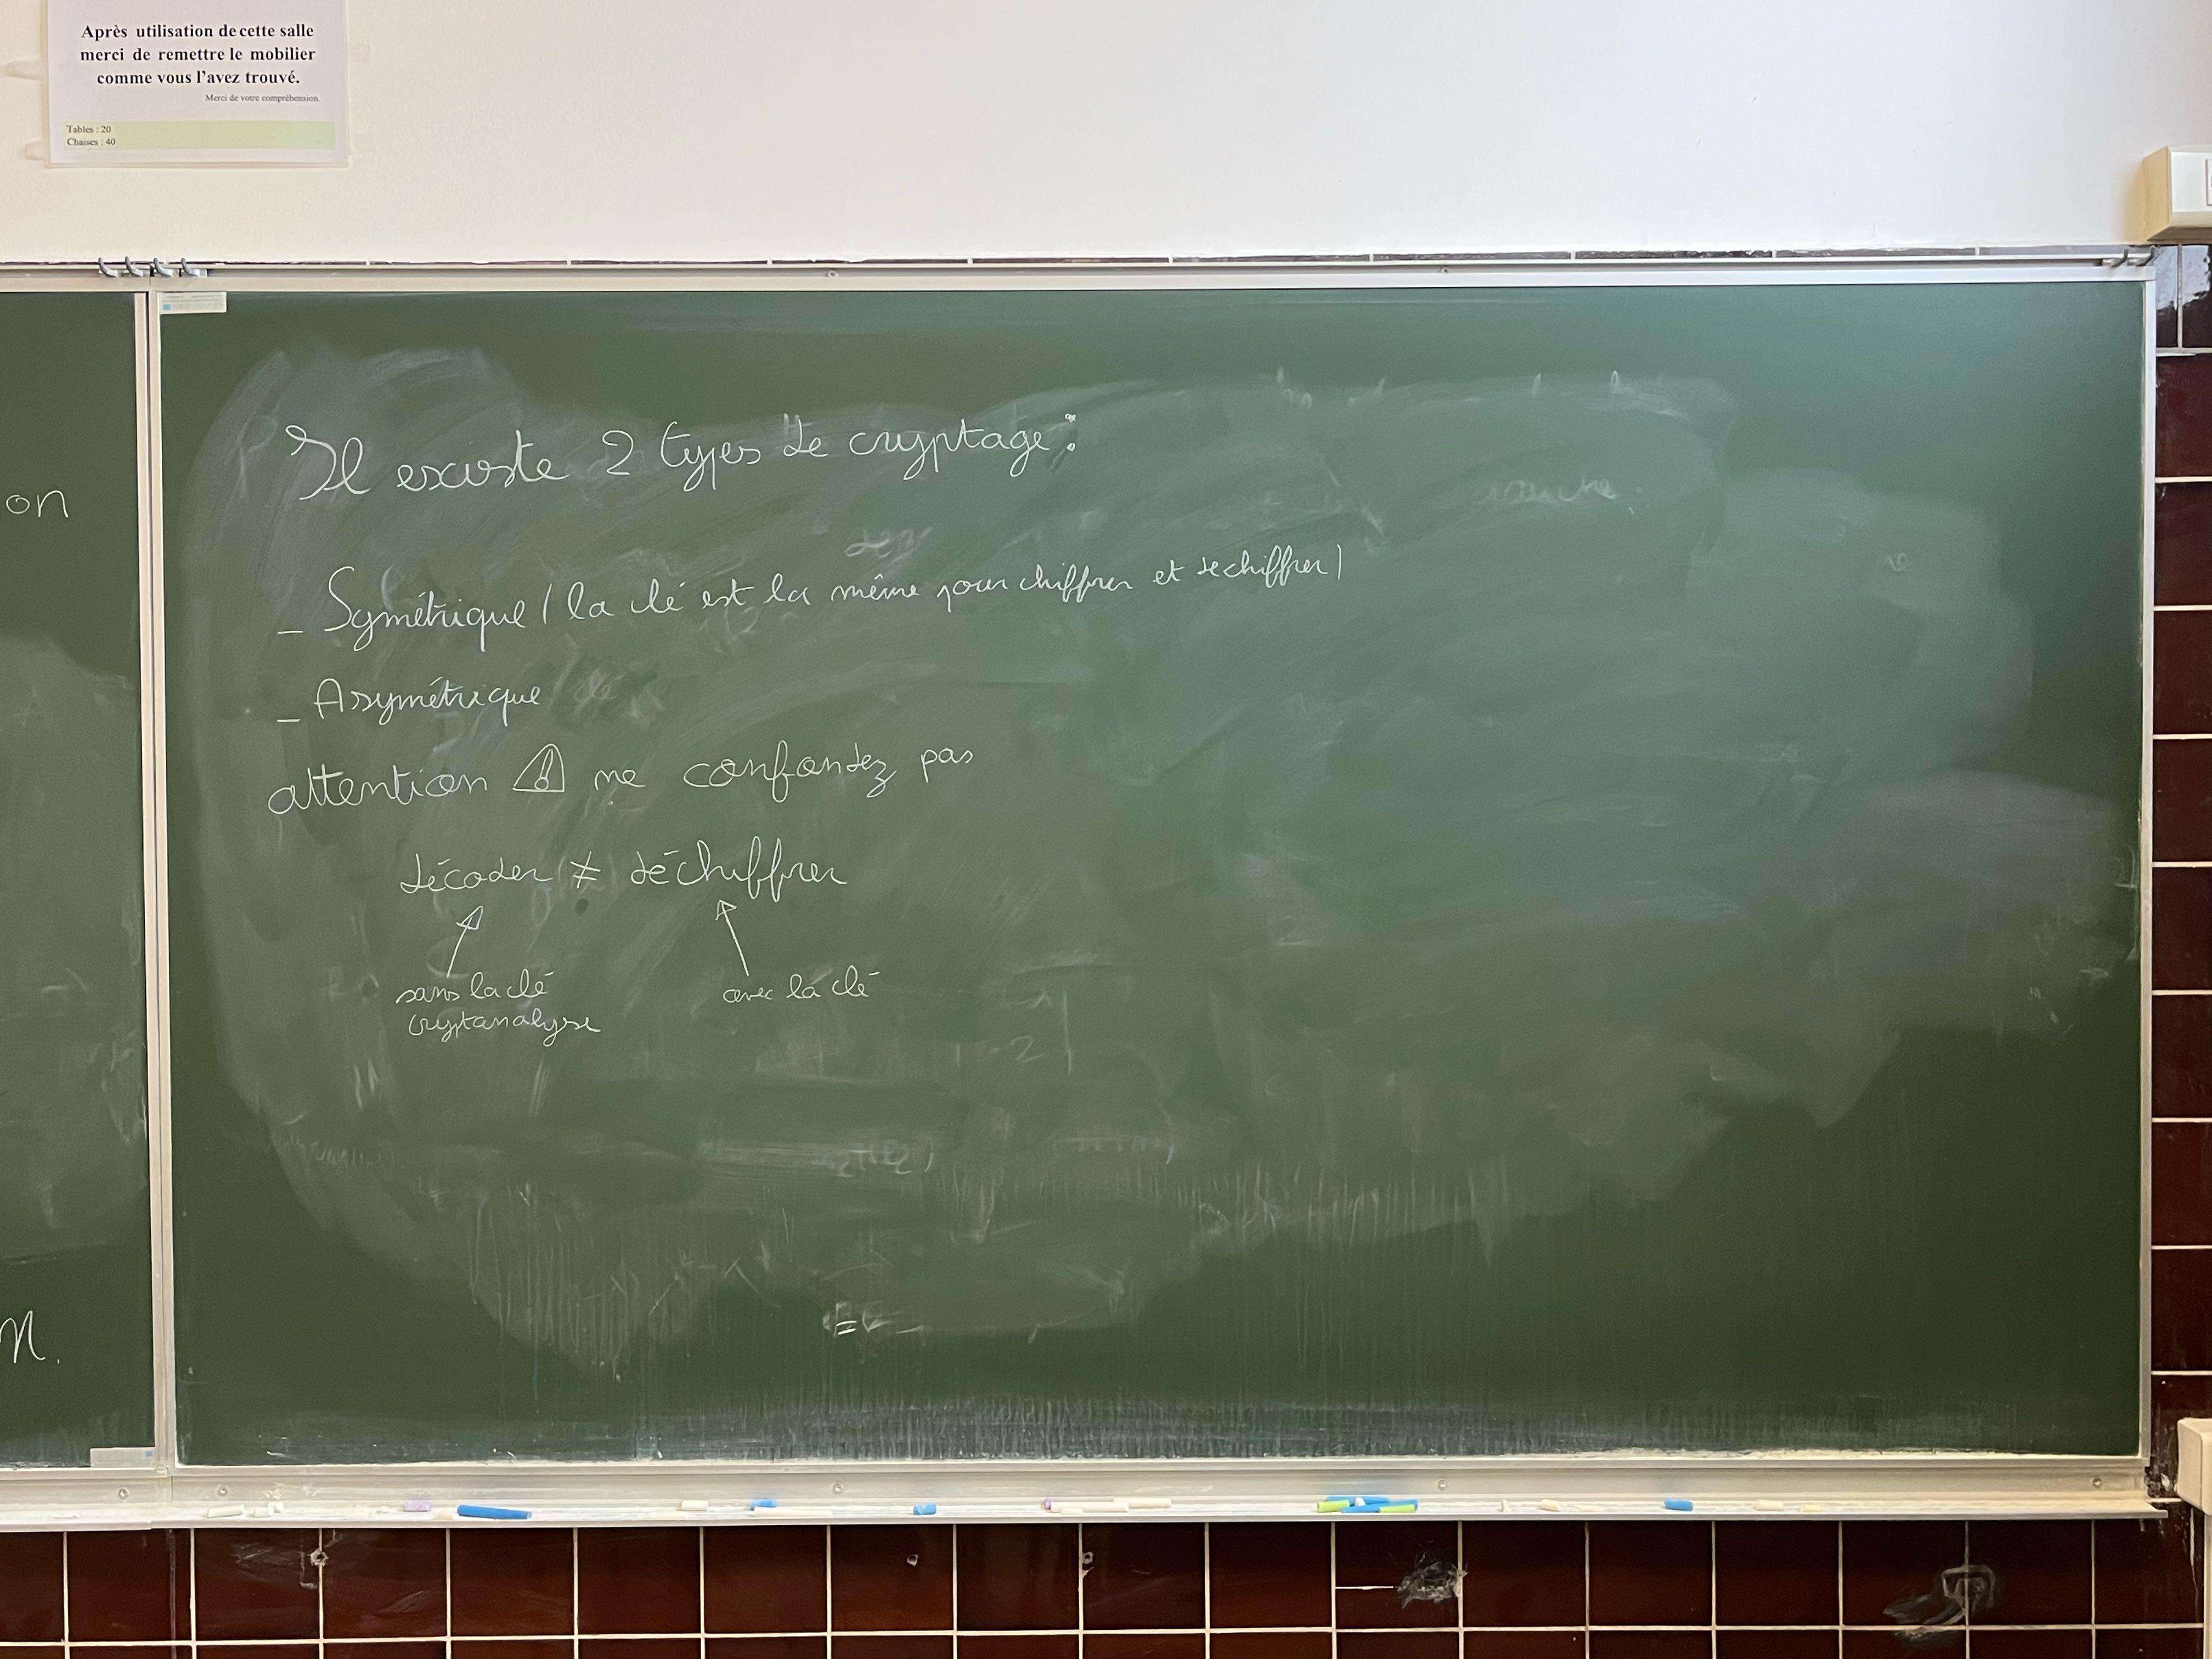 Après utilisation de cette salle
merci de remettre le mobilier
comme vous l'avez trouvé.
Merci de votre compréhension.
Tables : 20
Chaises : 40
on
Il existe 2 types de cryptage :
_ Symétrique ( la clé est la même pour chiffrer et dechiffrer )
_ Asymétrique
attention ⚠ ne confondez pas
décoder ≠ déchiffrer
sans la clé
cryptanalyse
avec la clé
n.